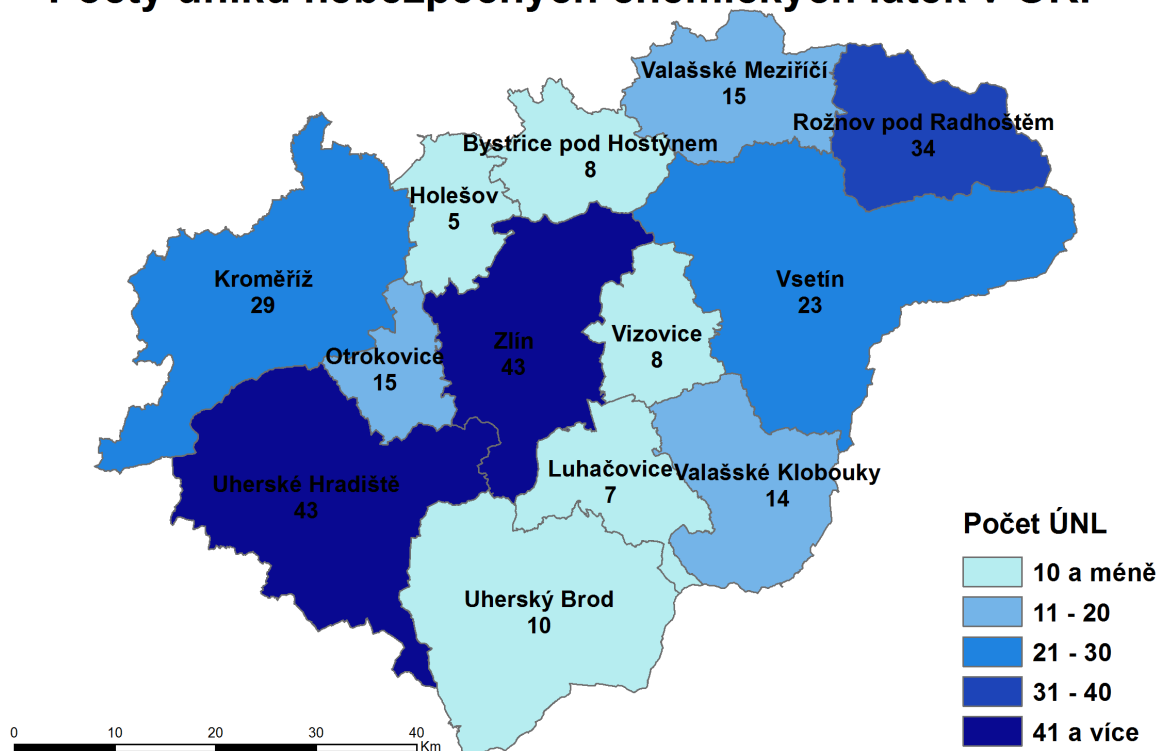 Valašské Meziříčí
15
Rožnov pod Radhoštěm
34
Bystřice pod Hostýnem
8
Holešov
5
Kroměříž
29
Vsetín
23
Zlín
43
Vizovice
8
Otrokovice
15
Uherské Hradiště
43
Luhačovice
7
Valašské Klobouky
14
Uherský Brod
10
Počet ÚNL
10 a méně
11 - 20
21 - 30
31 - 40
41 a více
0 10 20 30 40
Km